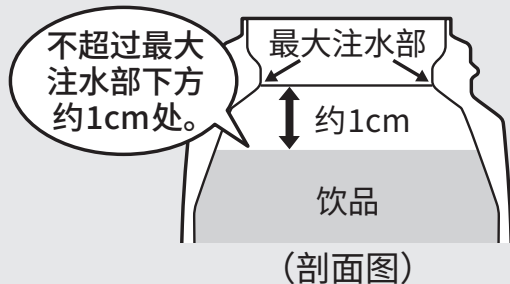 不超过最大
注水部下方
约1cm处。
最大注水部
约1cm
饮品
（剖面图）